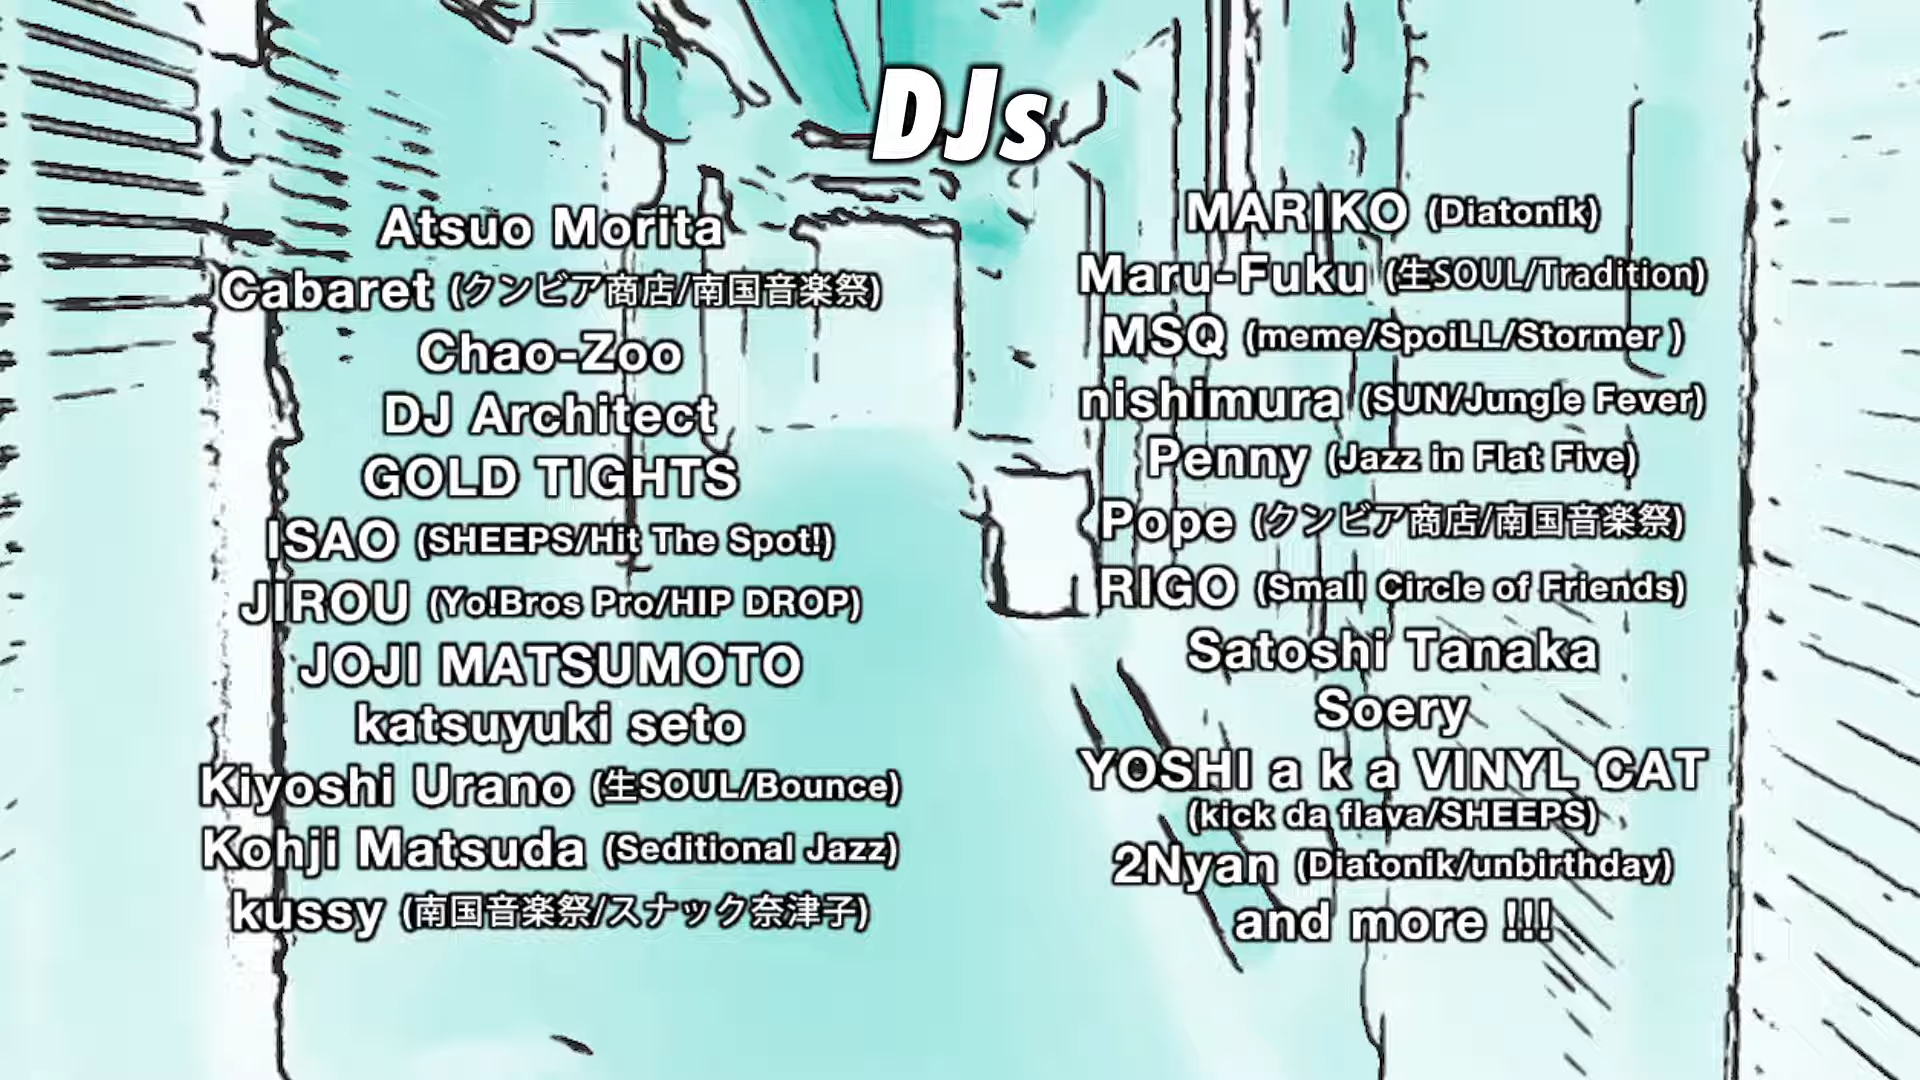 DJs
Atsuo Morita
Cabaret (クンビア商店/南国音楽祭)
Chao-Zoo
DJ Architect
GOLD TIGHTS
ISAO (SHEEPS/Hit The Spot!)
JIROU (Yo!Bros Pro/HIP DROP)
JOJI MATSUMOTO
katsuyuki seto
Kiyoshi Urano (生SOUL/Bounce)
Kohji Matsuda (Seditional Jazz)
kussy (南国音楽祭/スナック奈津子)
MARIKO (Diatonik)
Maru-Fuku (生SOUL/Tradition)
MSQ (meme/SpoiLL/Stormer )
nishimura (SUN/Jungle Fever)
Penny (Jazz in Flat Five)
Pope (クンビア商店/南国音楽祭)
RIGO (Small Circle of Friends)
Satoshi Tanaka
Soery
YOSHI a k a VINYL CAT
(kick da flava/SHEEPS)
2Nyan (Diatonik/unbirthday)
and more !!!